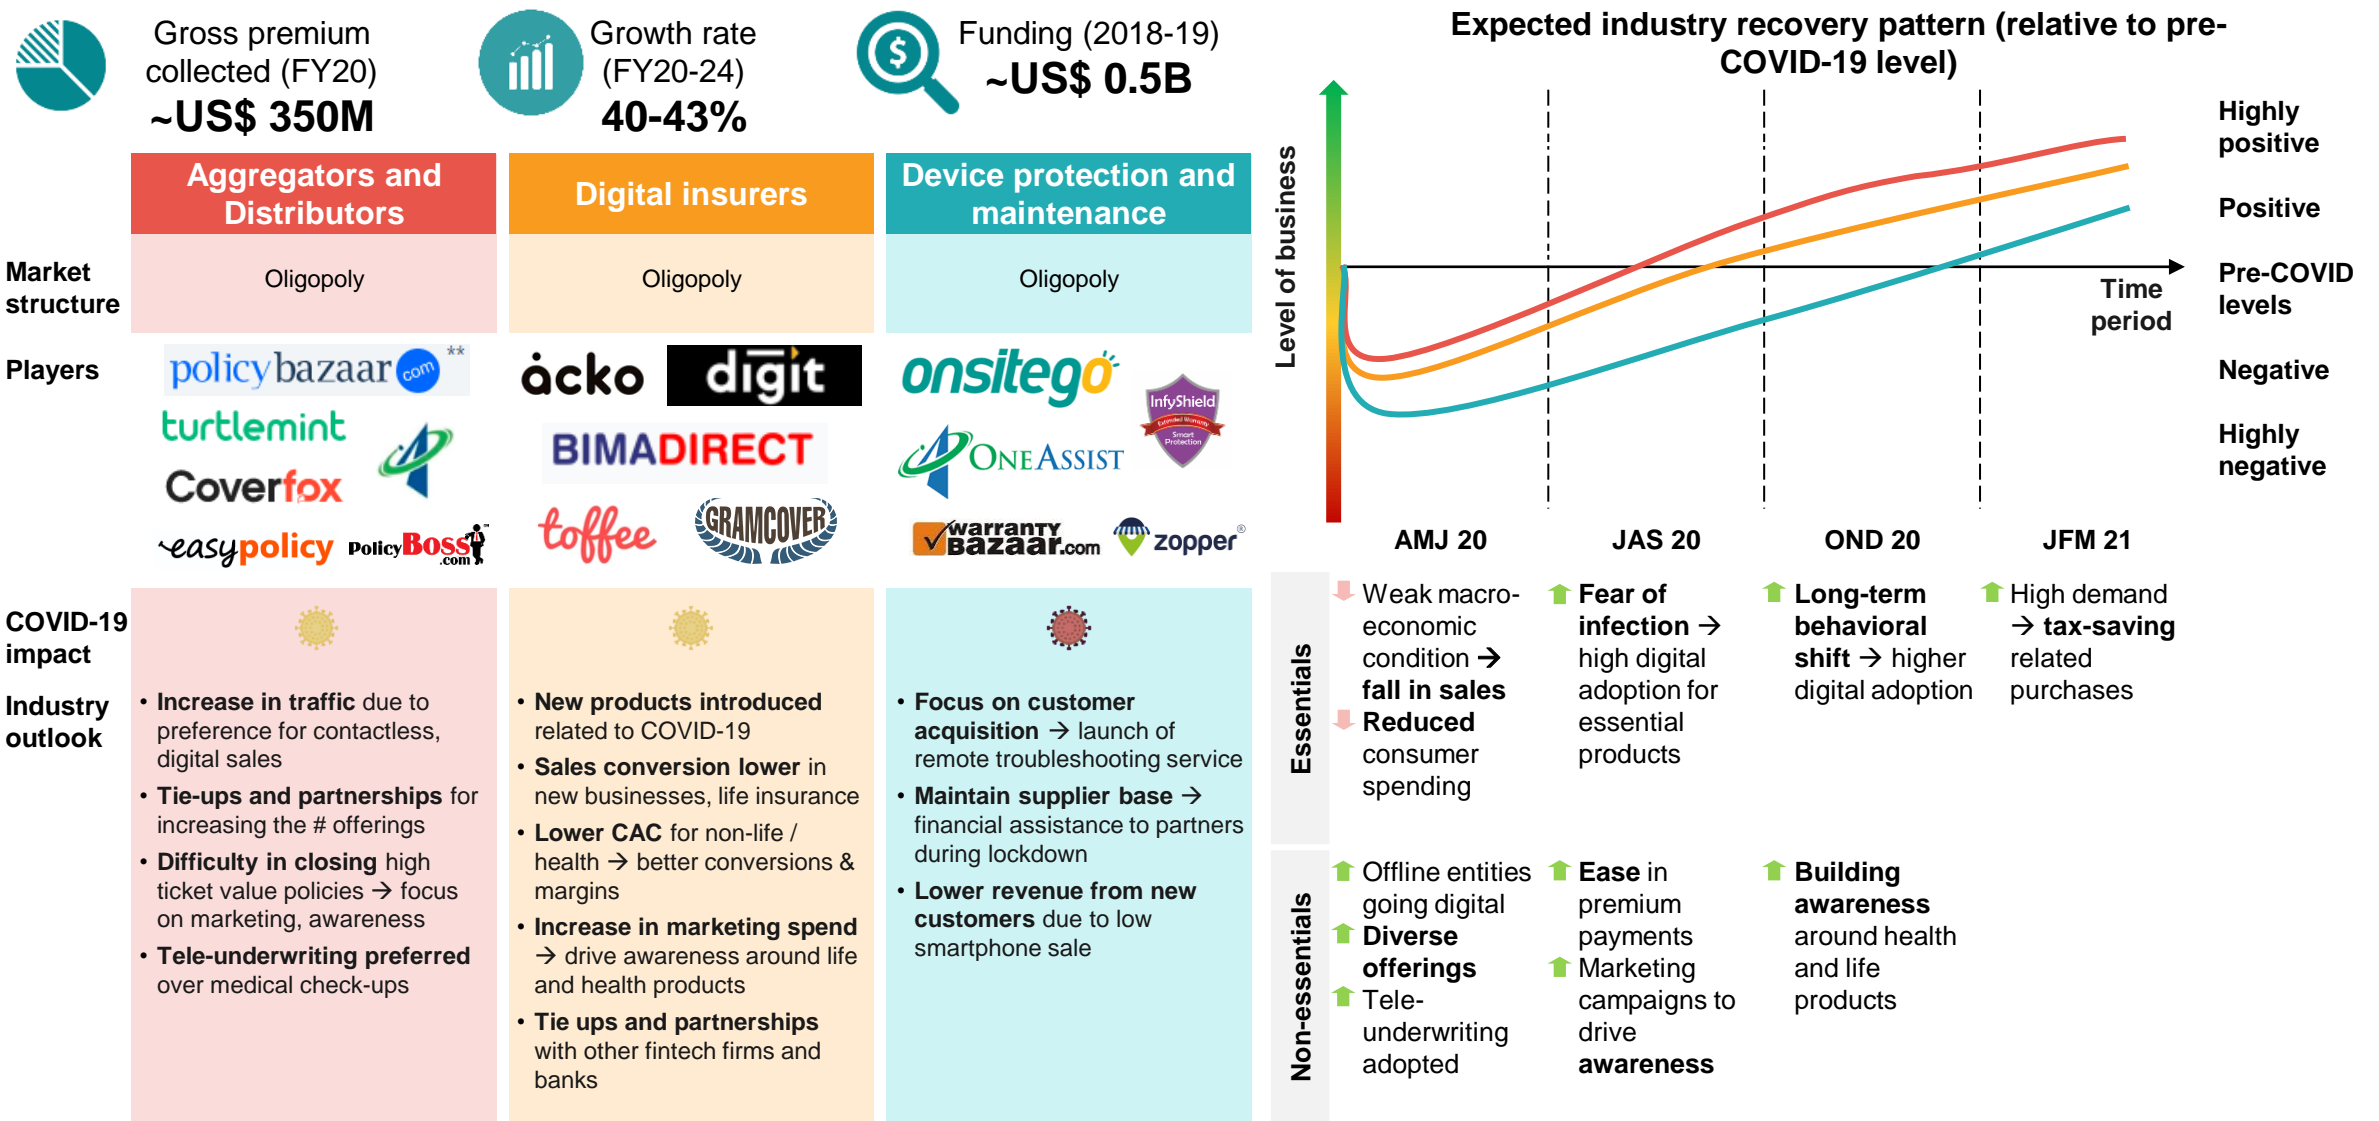 Gross premium
collected (FY20)
~US$ 350M
Growth rate
(FY20-24)
40-43%
Funding (2018-19)
~US$ 0.5B
Aggregators and
Distributors
Digital insurers
Device protection and
maintenance
Market
structure
Oligopoly
Oligopoly
Oligopoly
Players
policybazaar com **
turtlemint
Coverfox
easypolicy
PolicyBoss™
.com
acko
digit
BIMADIRECT
toffee
GRAMCOVER
onsitego
InfyShield
Extended Warranty
Smart
Protection
ONEASSIST
warranty
Bazaar.com
zopper®
COVID-19
impact
Industry
outlook
• Increase in traffic due to
preference for contactless,
digital sales
• Tie-ups and partnerships for
increasing the # offerings
• Difficulty in closing high
ticket value policies → focus
on marketing, awareness
• Tele-underwriting preferred
over medical check-ups
• New products introduced
related to COVID-19
• Sales conversion lower in
new businesses, life insurance
• Lower CAC for non-life /
health → better conversions &
margins
• Increase in marketing spend
→ drive awareness around life
and health products
• Tie ups and partnerships
with other fintech firms and
banks
• Focus on customer
acquisition → launch of
remote troubleshooting service
• Maintain supplier base →
financial assistance to partners
during lockdown
• Lower revenue from new
customers due to low
smartphone sale
Expected industry recovery pattern (relative to pre-
COVID-19 level)
Level of business
Highly
positive
Positive
Pre-COVID
levels
Negative
Highly
negative
Time
period
AMJ 20
JAS 20
OND 20
JFM 21
Essentials
Weak macro-
economic
condition →
fall in sales
Reduced
consumer
spending
Fear of
infection →
high digital
adoption for
essential
products
Long-term
behavioral
shift → higher
digital adoption
High demand
→ tax-saving
related
purchases
Non-essentials
Offline entities
going digital
Diverse
offerings
Tele-
underwriting
adopted
Ease in
premium
payments
Marketing
campaigns to
drive
awareness
Building
awareness
around health
and life
products